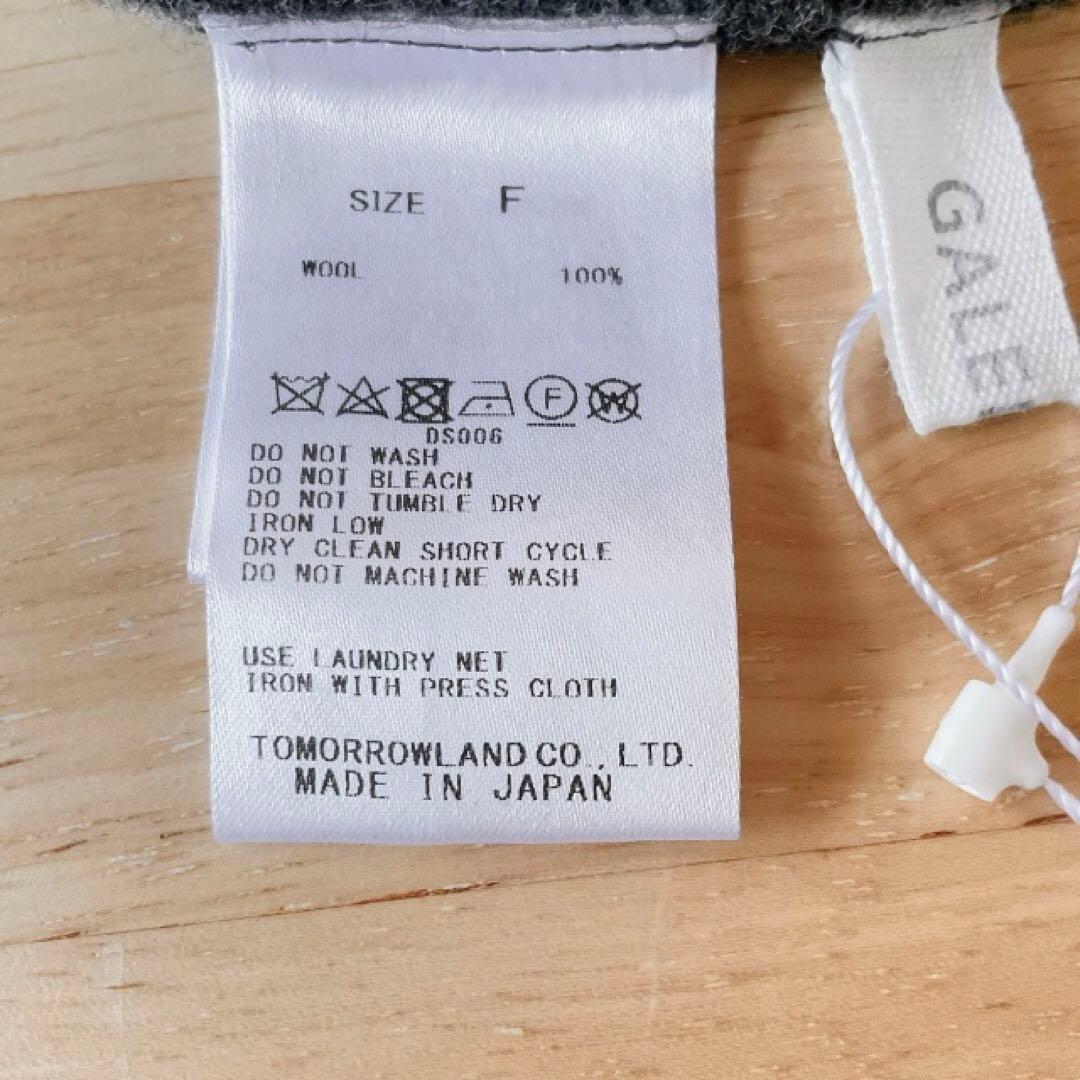 SIZE F
WOOL 100%
F W
DS006
DO NOT WASH
DO NOT BLEACH
DO NOT TUMBLE DRY
IRON LOW
DRY CLEAN SHORT CYCLE
DO NOT MACHINE WASH
USE LAUNDRY NET
IRON WITH PRESS CLOTH
TOMORROWLAND CO., LTD.
MADE IN JAPAN
GALE